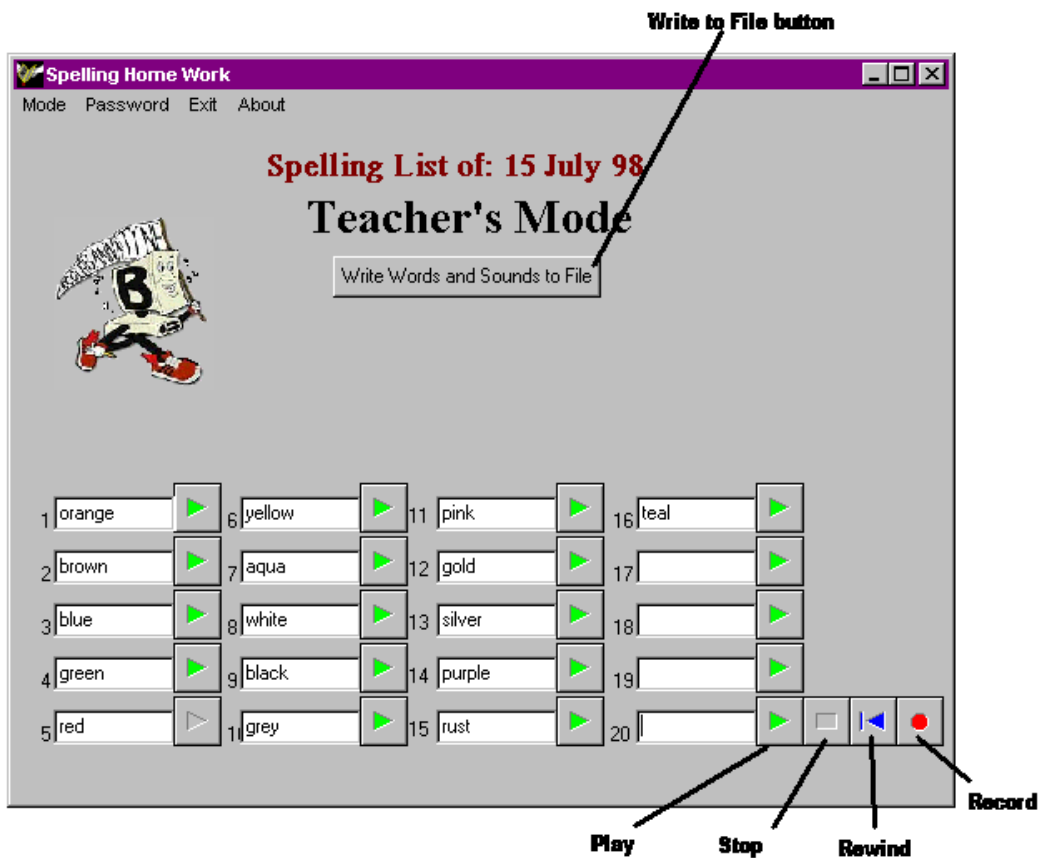 Write to File button
Spelling Home Work
Mode Password Exit About
Spelling List of: 15 July 98
Teacher's Mode
Write Words and Sounds to File
B
1 orange 6 yellow 11 pink 16 teal
2 brown 7 aqua 12 gold 17
3 blue 8 white 13 silver 18
4 green 9 black 14 purple 19
5 red 10 grey 15 rust 20
Record
Play Stop Rewind